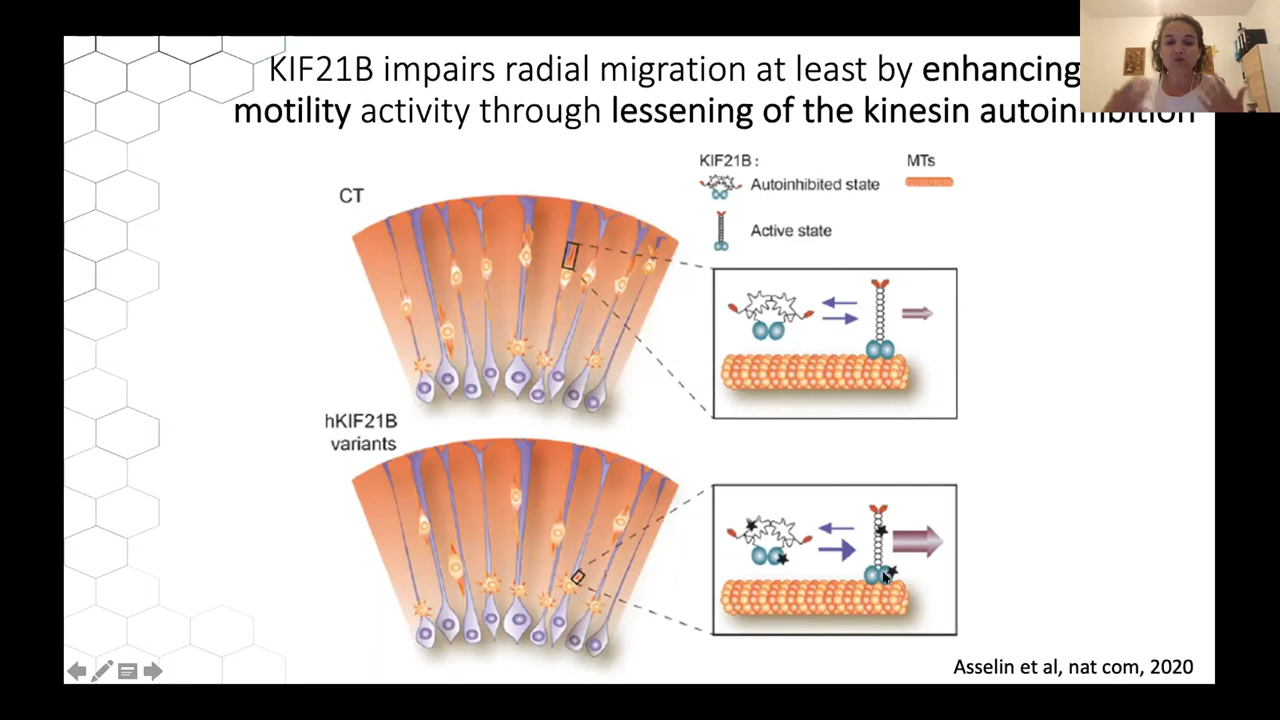 KIF21B impairs radial migration at least by enhancing
motility activity through lessening of the kinesin autoinhibition
KIF21B :
MTs
Autoinhibited state
CT
Active state
hKIF21B
variants
Asselin et al, nat com, 2020